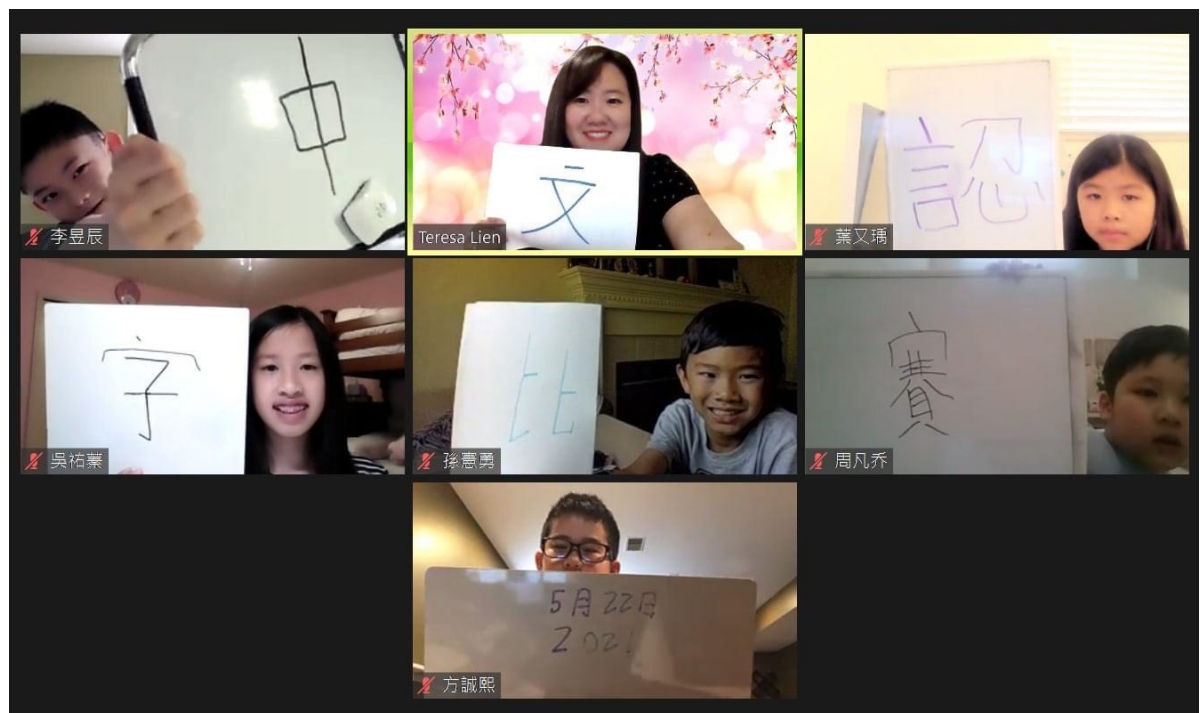 中
李昱辰
文
Teresa Lien
認
葉又瑀
字
吳祐蓁
比
孫憲勇
賽
周凡乔
5月22日
202
方誠熙